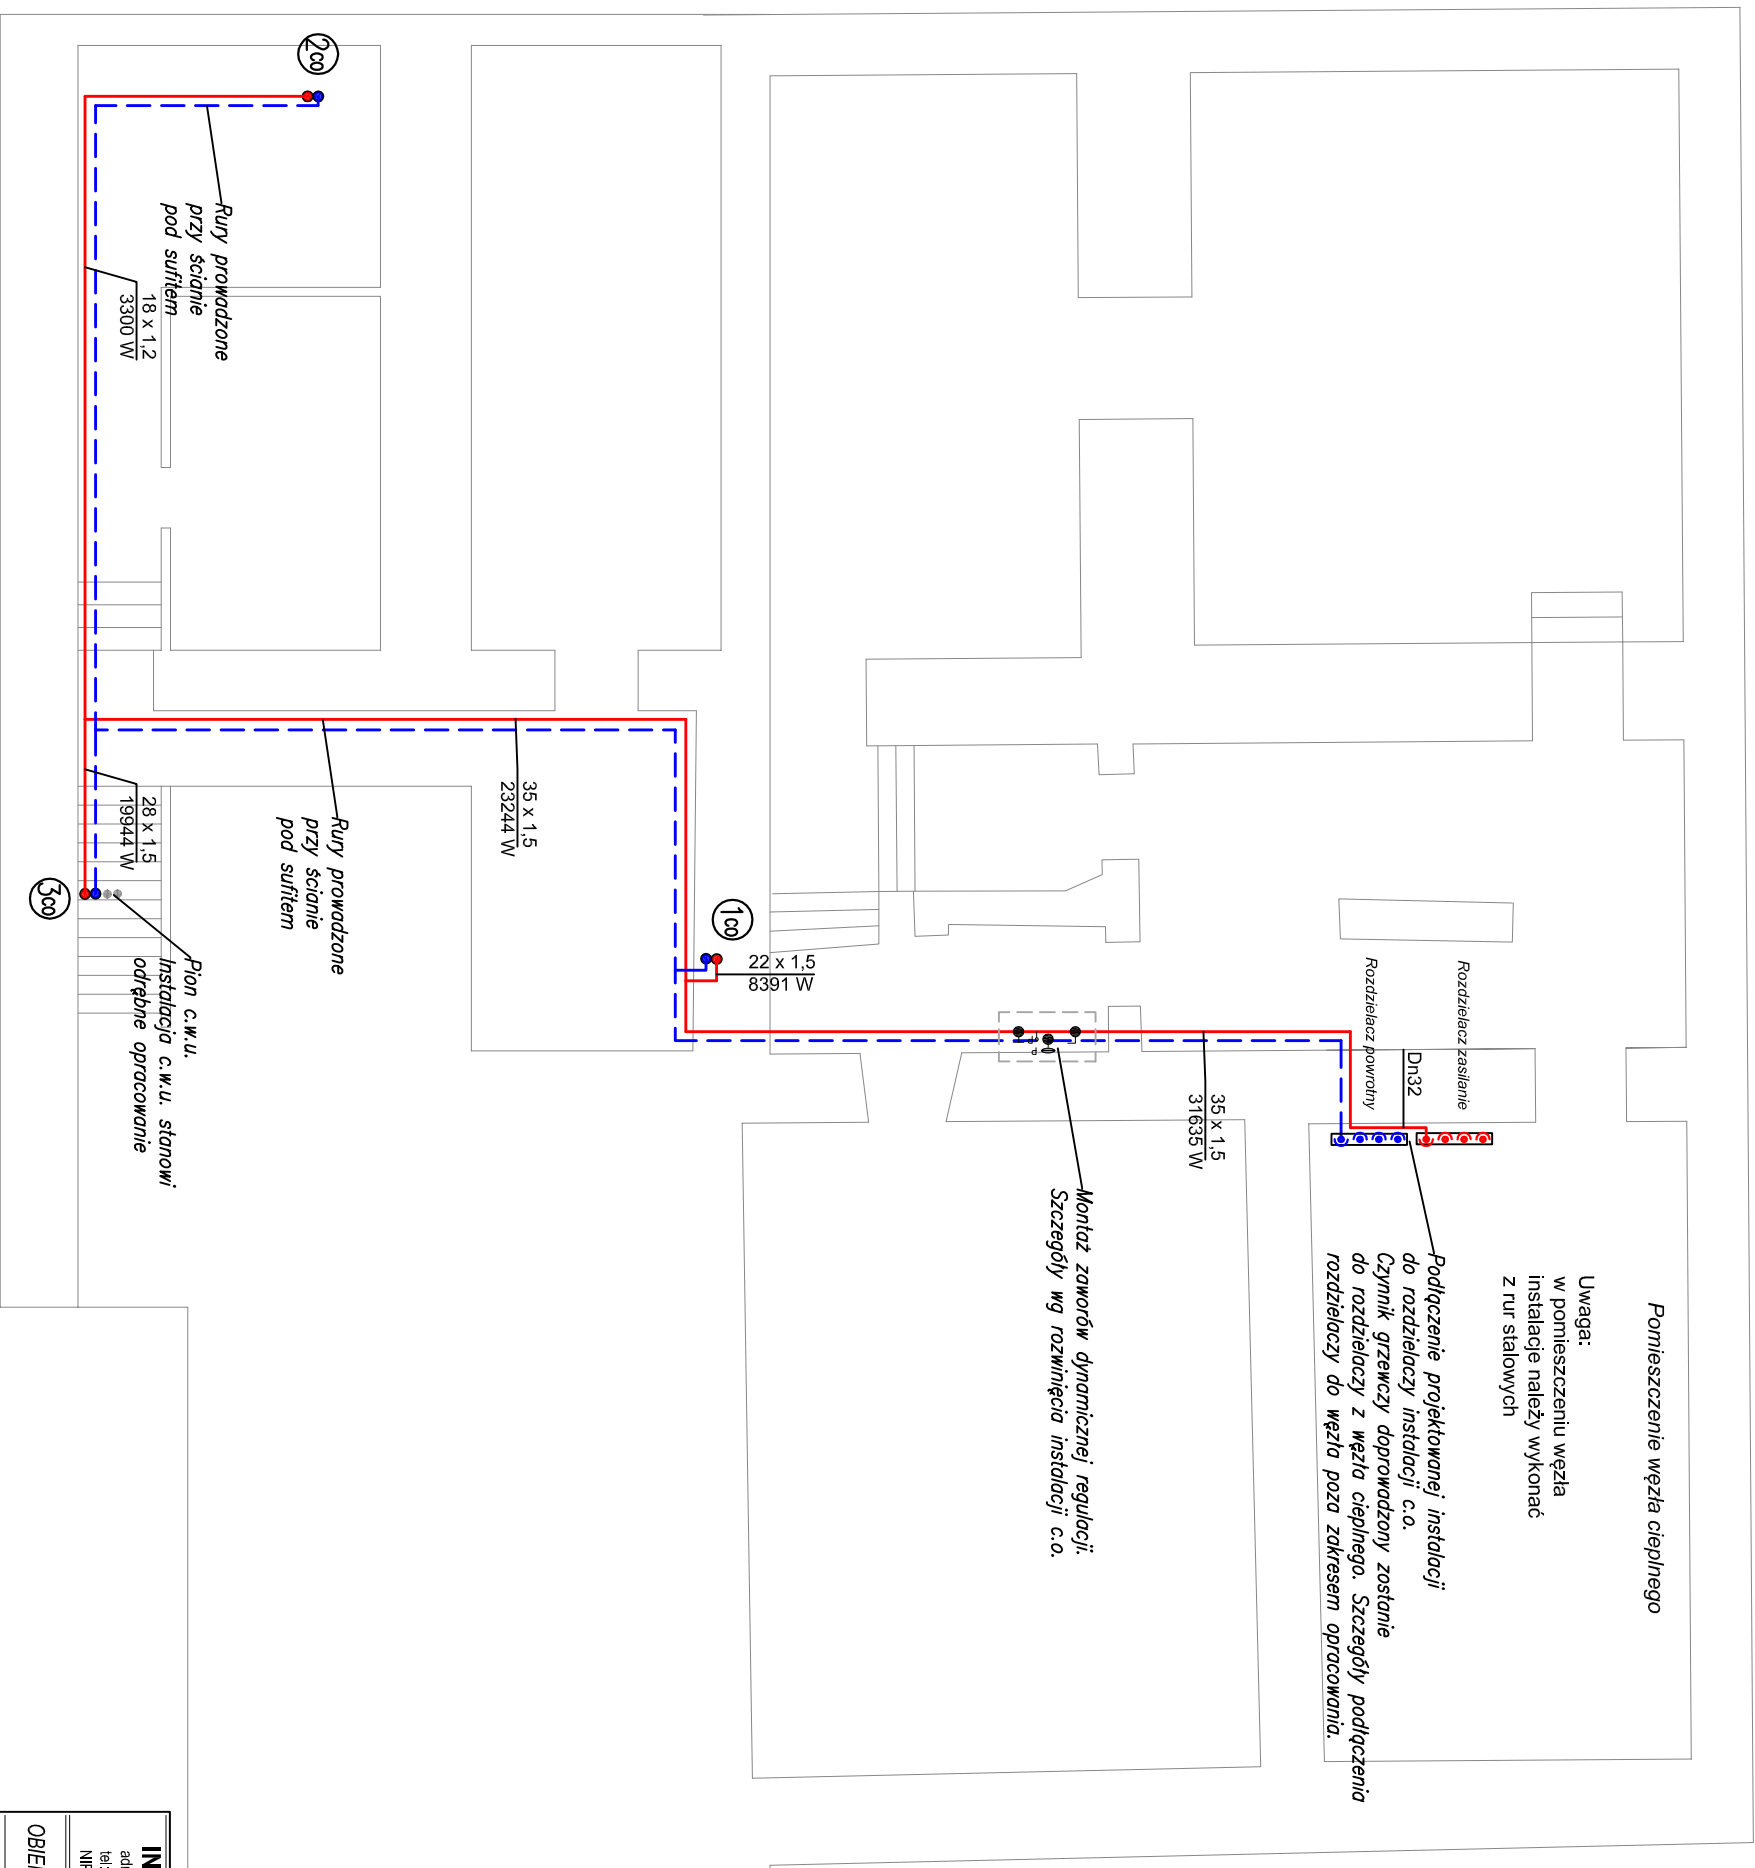 Pomieszczenie węzła cieplnego
Uwaga:
w pomieszczeniu węzła
instalacje należy wykonać
z rur stalowych
Rozdzielacz zasilanie
Rozdzielacz powrotny
Dn32
Podłączenie projektowanej instalacji
do rozdzielaczy instalacji c.o.
Czynnik grzewczy doprowadzony zostanie
do rozdzielaczy z węzła cieplnego. Szczegóły podłączenia
rozdzielaczy do węzła poza zakresem opracowania.
35 x 1,5
31635 W
Montaż zaworów dynamicznej regulacji.
Szczegóły wg rozwinięcia instalacji c.o.
1co
22 x 1,5
8391 W
35 x 1,5
23244 W
Rury prowadzone
przy ścianie
pod sufitem
2co
Rury prowadzone
przy ścianie
pod sufitem
18 x 1,2
3300 W
28 x 1,5
19944 W
3co
Pion c.w.u.
Instalacja c.w.u. stanowi
odrębne opracowanie